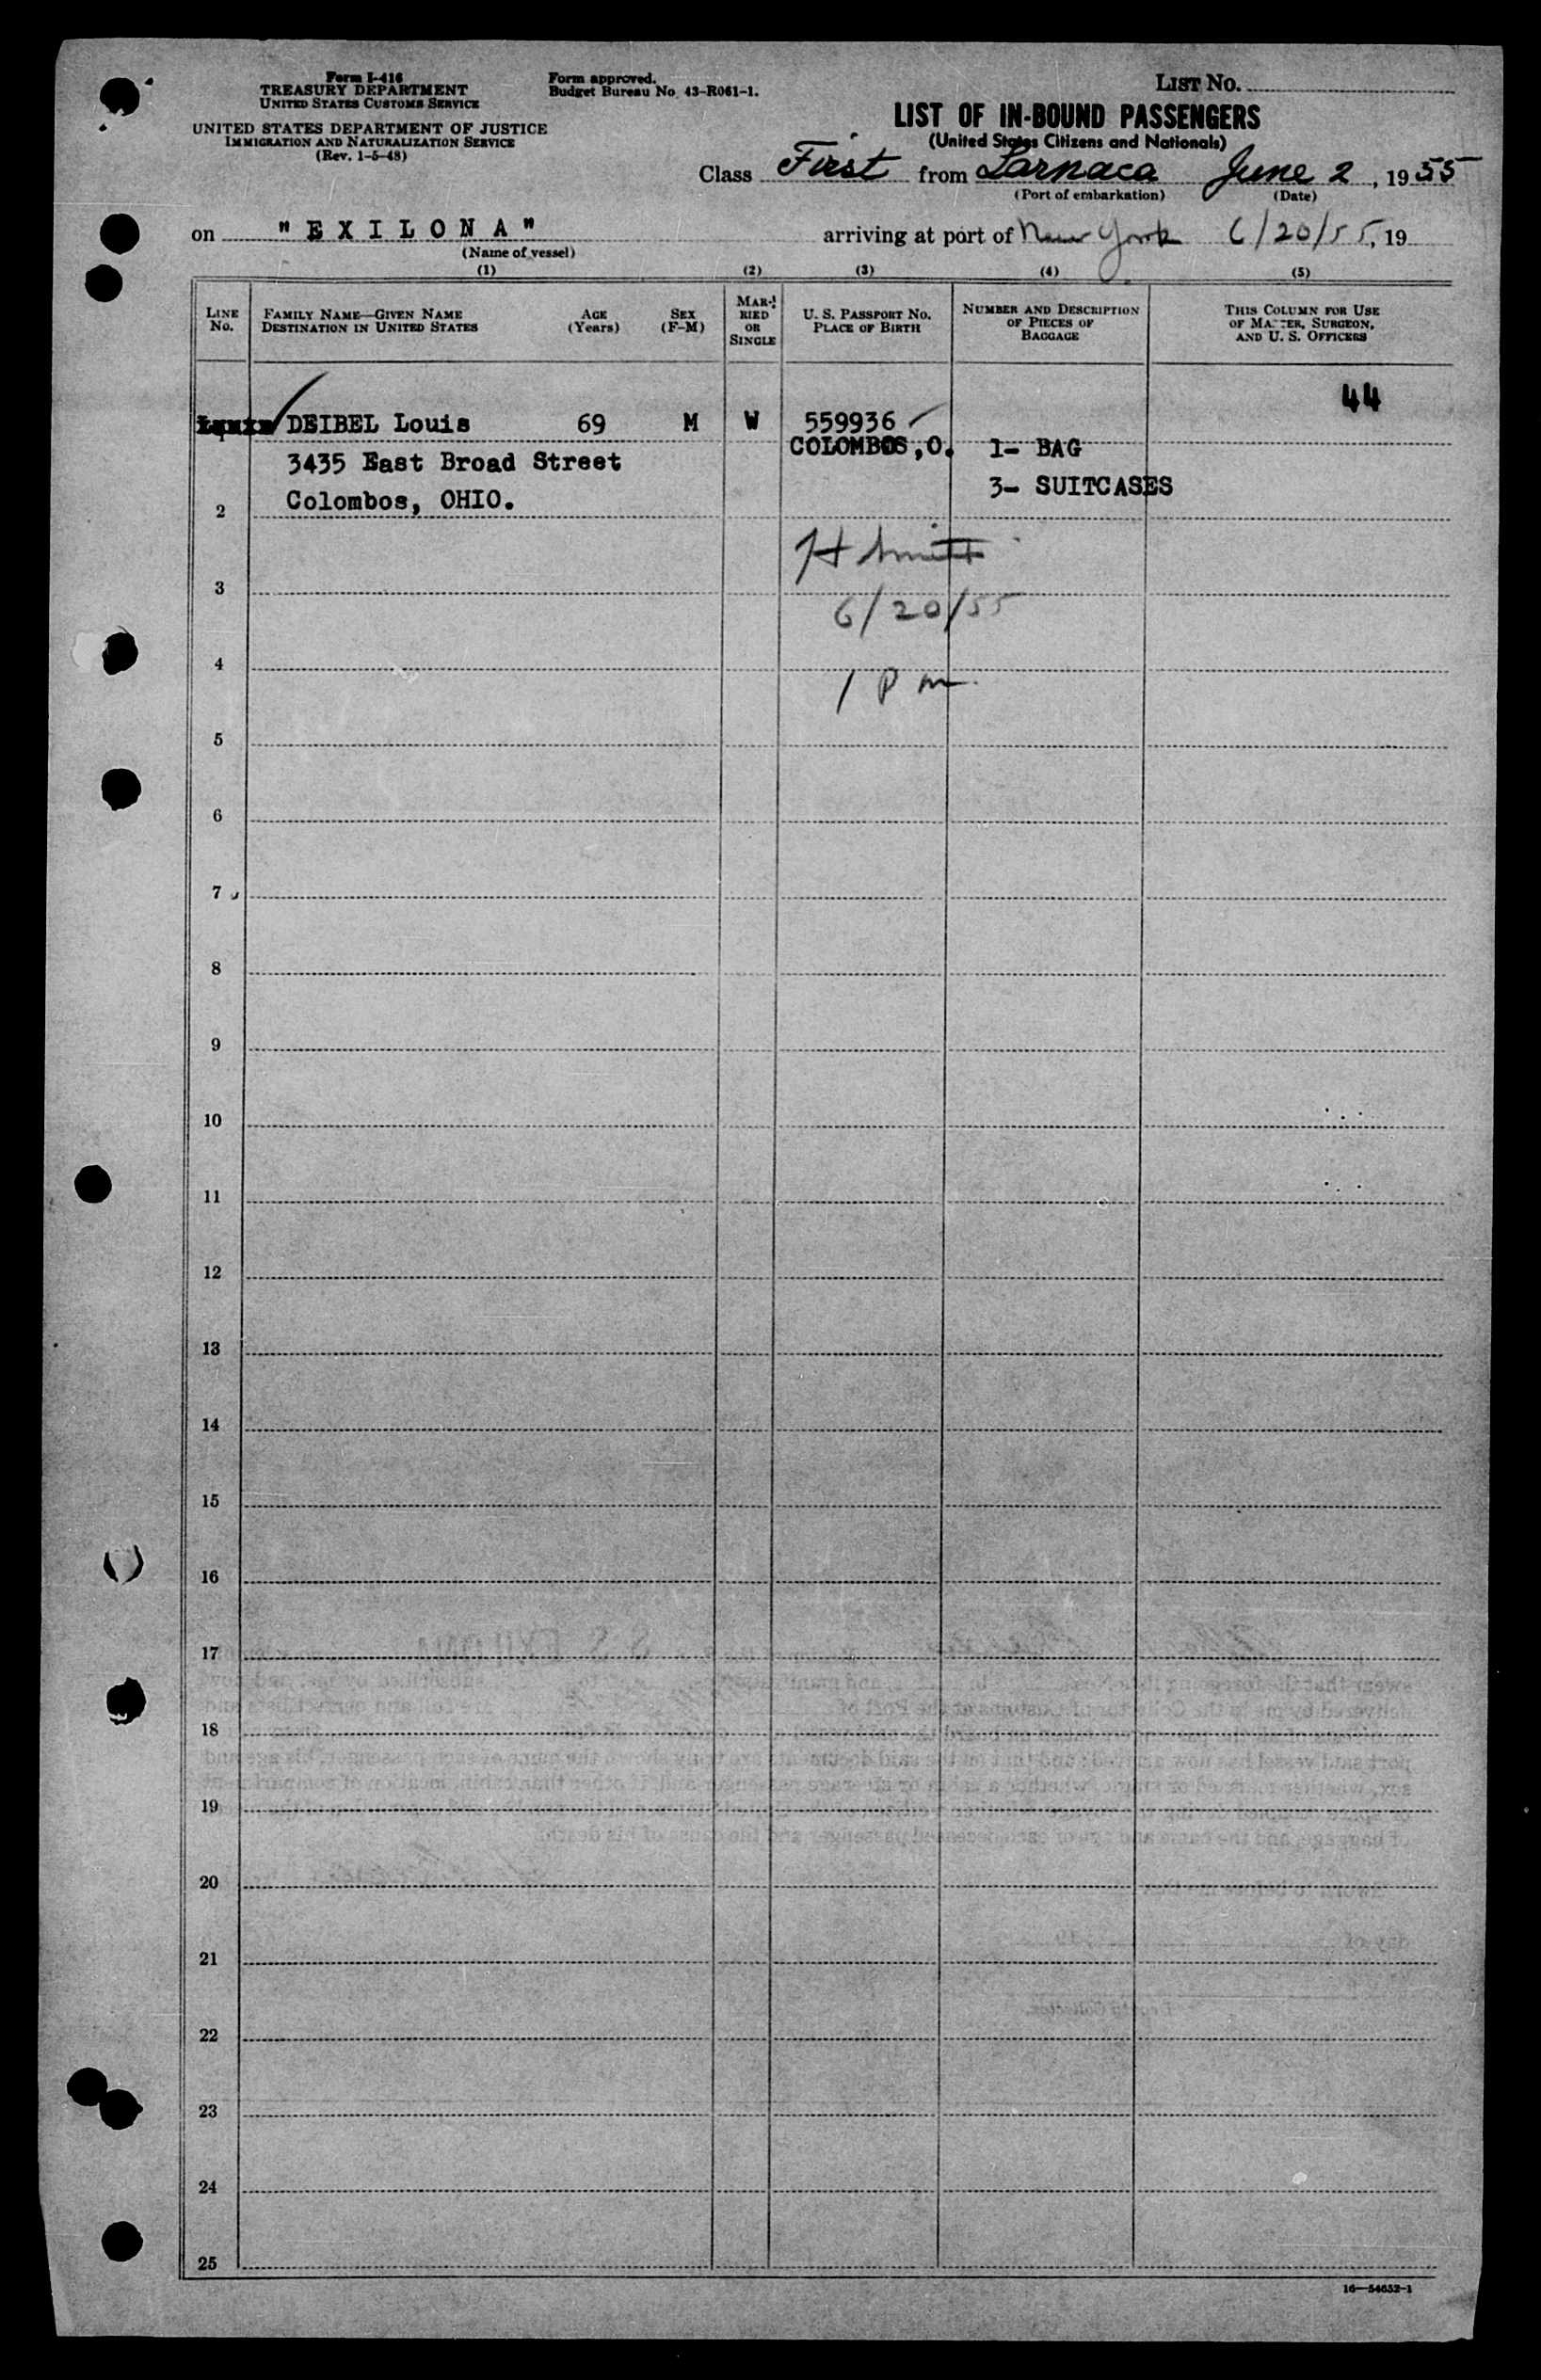 Form I-416
TREASURY DEPARTMENT
UNITED STATES CUSTOMS SERVICE
UNITED STATES DEPARTMENT OF JUSTICE
IMMIGRATION AND NATURALIZATION SERVICE
(Rev. 1-5-48)
Form approved.
Budget Bureau No. 43-R061-1.
LIST NO.
LIST OF IN-BOUND PASSENGERS
(United States Citizens and Nationals)
Class First from Larnaca June 2, 1955
(Port of embarkation) (Date)
on "EXILONA" arriving at port of New York 6/20/55, 19
(Name of vessel)
(1) (2) (3) (4) (5)
LINE No.
FAMILY NAME—GIVEN NAME
DESTINATION IN UNITED STATES
AGE (Years)
SEX (F-M)
MARRIED OR SINGLE
U. S. PASSPORT NO.
PLACE OF BIRTH
NUMBER AND DESCRIPTION OF PIECES OF BAGGAGE
THIS COLUMN FOR USE OF MASTER, SURGEON, AND U. S. OFFICERS
44
DEIBEL Louis 69 M W 559936
COLOMBOS, O. 1- BAG
3435 East Broad Street
3- SUITCASES
Colombos, OHIO.
2
H Smith
3
6/20/55
4
1 Pm
5
6
7
8
9
10
11
12
13
14
15
16
17
18
19
20
21
22
23
24
25
16—54652-1